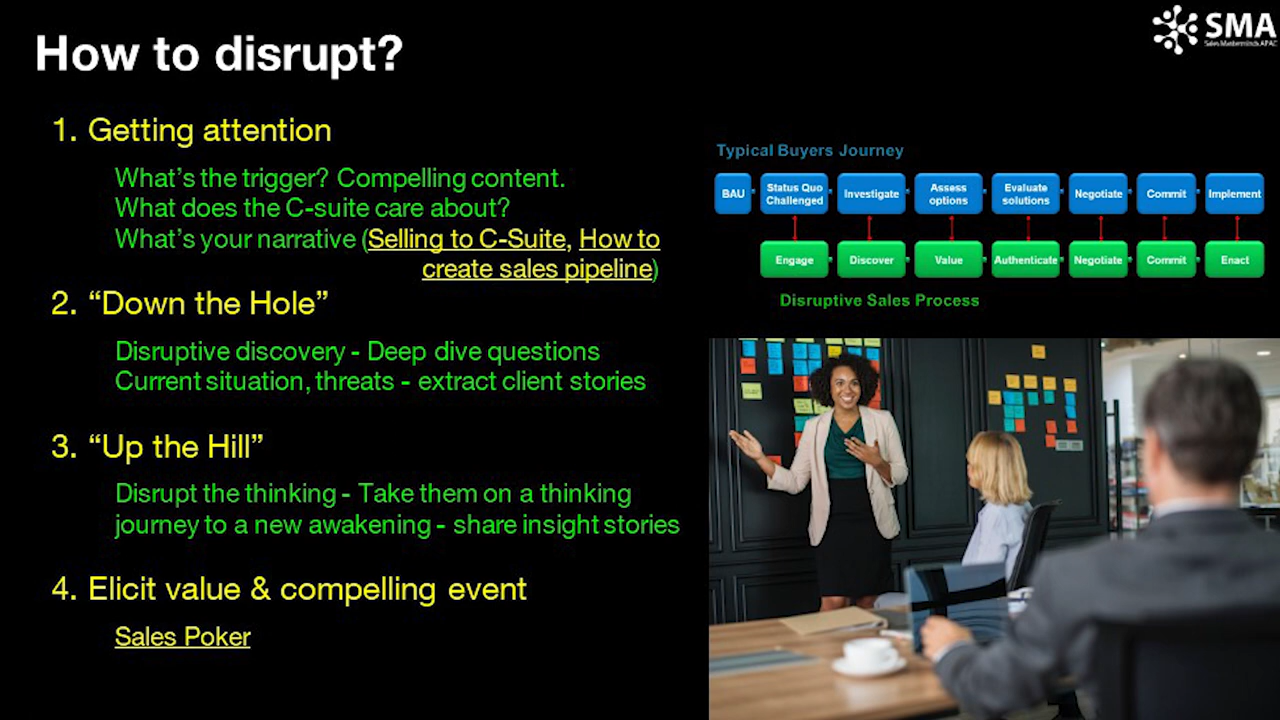 How to disrupt?
SMA
Sales Masterminds APAC
1. Getting attention
What's the trigger? Compelling content.
What does the C-suite care about?
What's your narrative (Selling to C-Suite, How to
create sales pipeline)
2. “Down the Hole”
Disruptive discovery - Deep dive questions
Current situation, threats - extract client stories
3. “Up the Hill”
Disrupt the thinking - Take them on a thinking
journey to a new awakening - share insight stories
4. Elicit value & compelling event
Sales Poker
Typical Buyers Journey
BAU
Status Quo
Challenged
Investigate
Assess
options
Evaluate
solutions
Negotiate
Commit
Implement
Engage
Discover
Value
Authenticate
Negotiate
Commit
Enact
Disruptive Sales Process